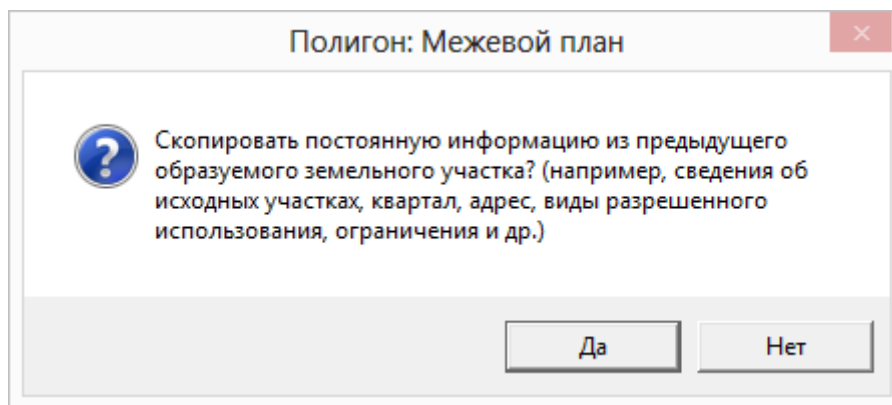 Полигон: Межевой план
Скопировать постоянную информацию из предыдущего
образуемого земельного участка? (например, сведения об
исходных участках, квартал, адрес, виды разрешенного
использования, ограничения и др.)
Да
Нет